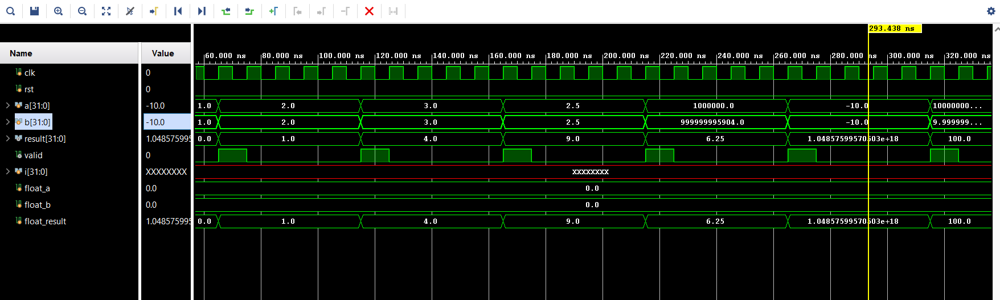 293.438 ns
Name Value
60.000 ns 80.000 ns 100.000 ns 120.000 ns 140.000 ns 160.000 ns 180.000 ns 200.000 ns 220.000 ns 240.000 ns 260.000 ns 280.000 ns 300.000 ns 320.000 ns
clk 0
rst 0
a[31:0] -10.0 1.0 2.0 3.0 2.5 1000000.0 -10.0 10000000...
b[31:0] -10.0 1.0 2.0 3.0 2.5 999999995904.0 -10.0 9.999999...
result[31:0] 1.048575995 0.0 1.0 4.0 9.0 6.25 1.04857599570503e+18 100.0
valid 0
i[31:0] XXXXXXXX XXXXXXXX
float_a 0.0 0.0
float_b 0.0 0.0
float_result 1.048575995 0.0 1.0 4.0 9.0 6.25 1.04857599570503e+18 100.0